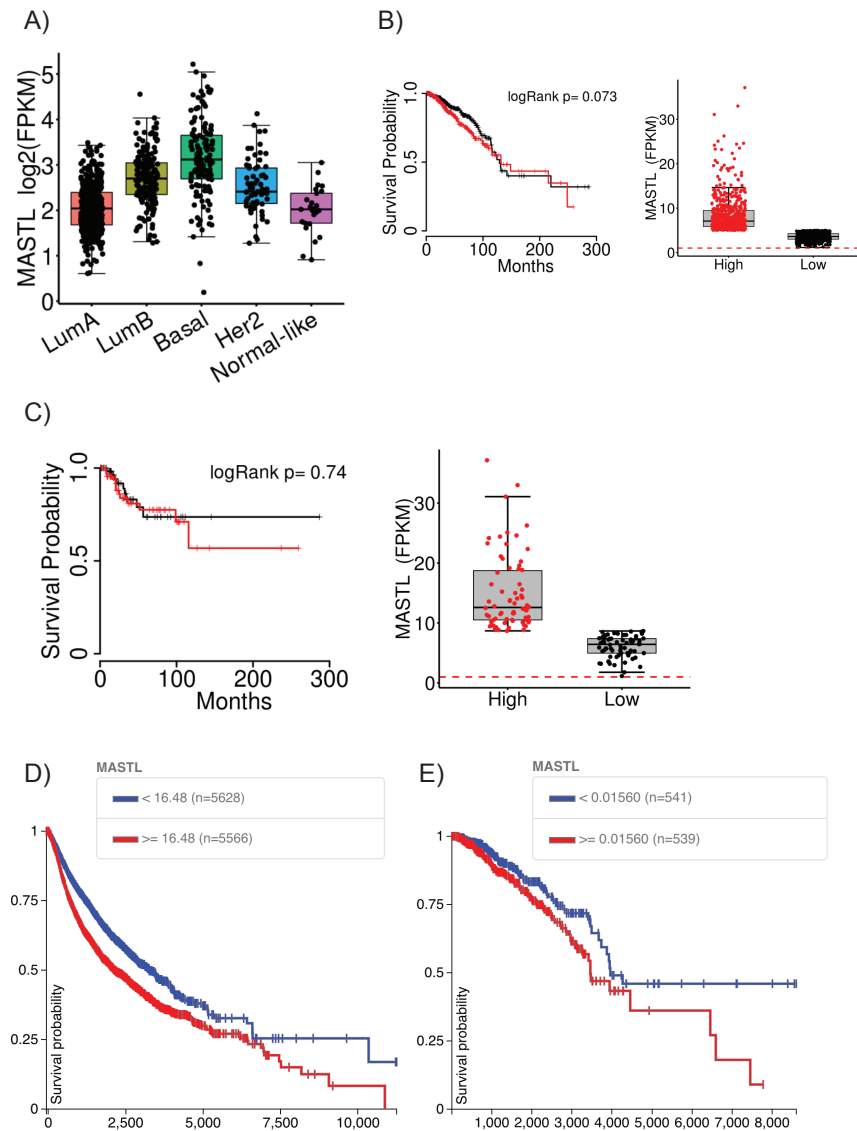 A)
MASTL log2(FPKM)
5
4
3
2
1
0
LumA
LumB
Basal
Her2
Normal-like
B)
Survival Probability
1.0
0.5
0
logRank p= 0.073
0 100 200 300
Months
MASTL (FPKM)
30
20
10
0
High Low
C)
Survival Probability
1.0
0.5
0
logRank p= 0.74
0 100 200 300
Months
MASTL (FPKM)
30
20
10
0
High Low
D)
MASTL
< 16.48 (n=5628)
>= 16.48 (n=5566)
1
0.75
0.5
0.25
0
Survival probability
0 2,500 5,000 7,500 10,000
E)
MASTL
< 0.01560 (n=541)
>= 0.01560 (n=539)
1
0.75
0.5
0.25
0
Survival probability
1,000 2,000 3,000 4,000 5,000 6,000 7,000 8,000